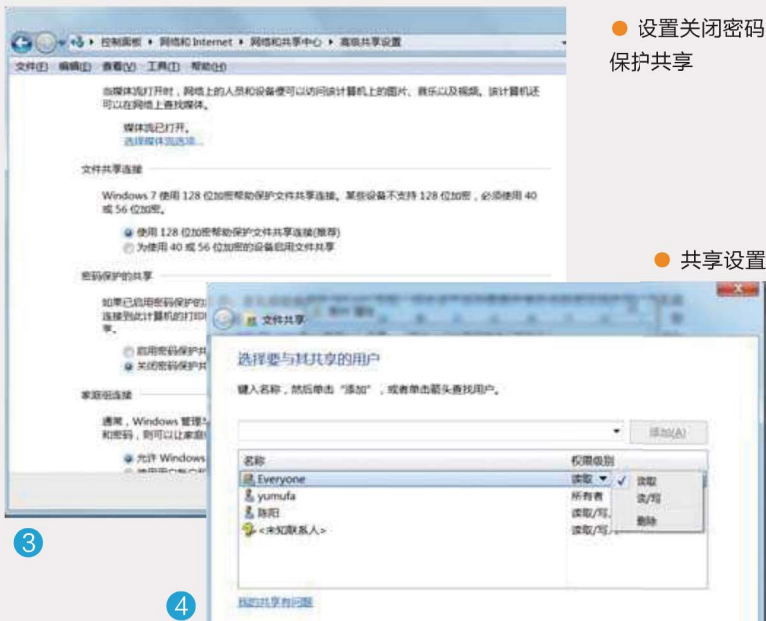 ● 设置关闭密码
保护共享
控制面板 ▸ 网络和 Internet ▸ 网络和共享中心 ▸ 高级共享设置
文件(F) 编辑(E) 查看(V) 工具(T) 帮助(H)
当媒体流打开时，网络上的人员和设备便可以访问该计算机上的图片、音乐以及视频。该计算机还
可以在网络上查找媒体。
媒体流已打开。
选择媒体流选项...
文件共享连接
Windows 7 使用 128 位加密帮助保护文件共享连接。某些设备不支持 128 位加密，必须使用 40
或 56 位加密。
使用 128 位加密帮助保护文件共享连接(推荐)
为使用 40 或 56 位加密的设备启用文件共享
● 共享设置
密码保护的共享
如果已启用密码保护的
连接到此计算机的打印
享。
启用密码保护共
关闭密码保护共
家庭组连接
通常，Windows 管理与
和密码，则可以让家庭
允许 Windows
使用用户帐户和
3
文件共享
选择要与其共享的用户
键入名称，然后单击“添加”，或者单击箭头查找用户。
添加(A)
名称 权限级别
Everyone 读取 ▼ ✓ 读取
yumufa 所有者 读/写
陈阳 读取/写 删除
<未知联系人> 读取/写
我的共享有问题
4